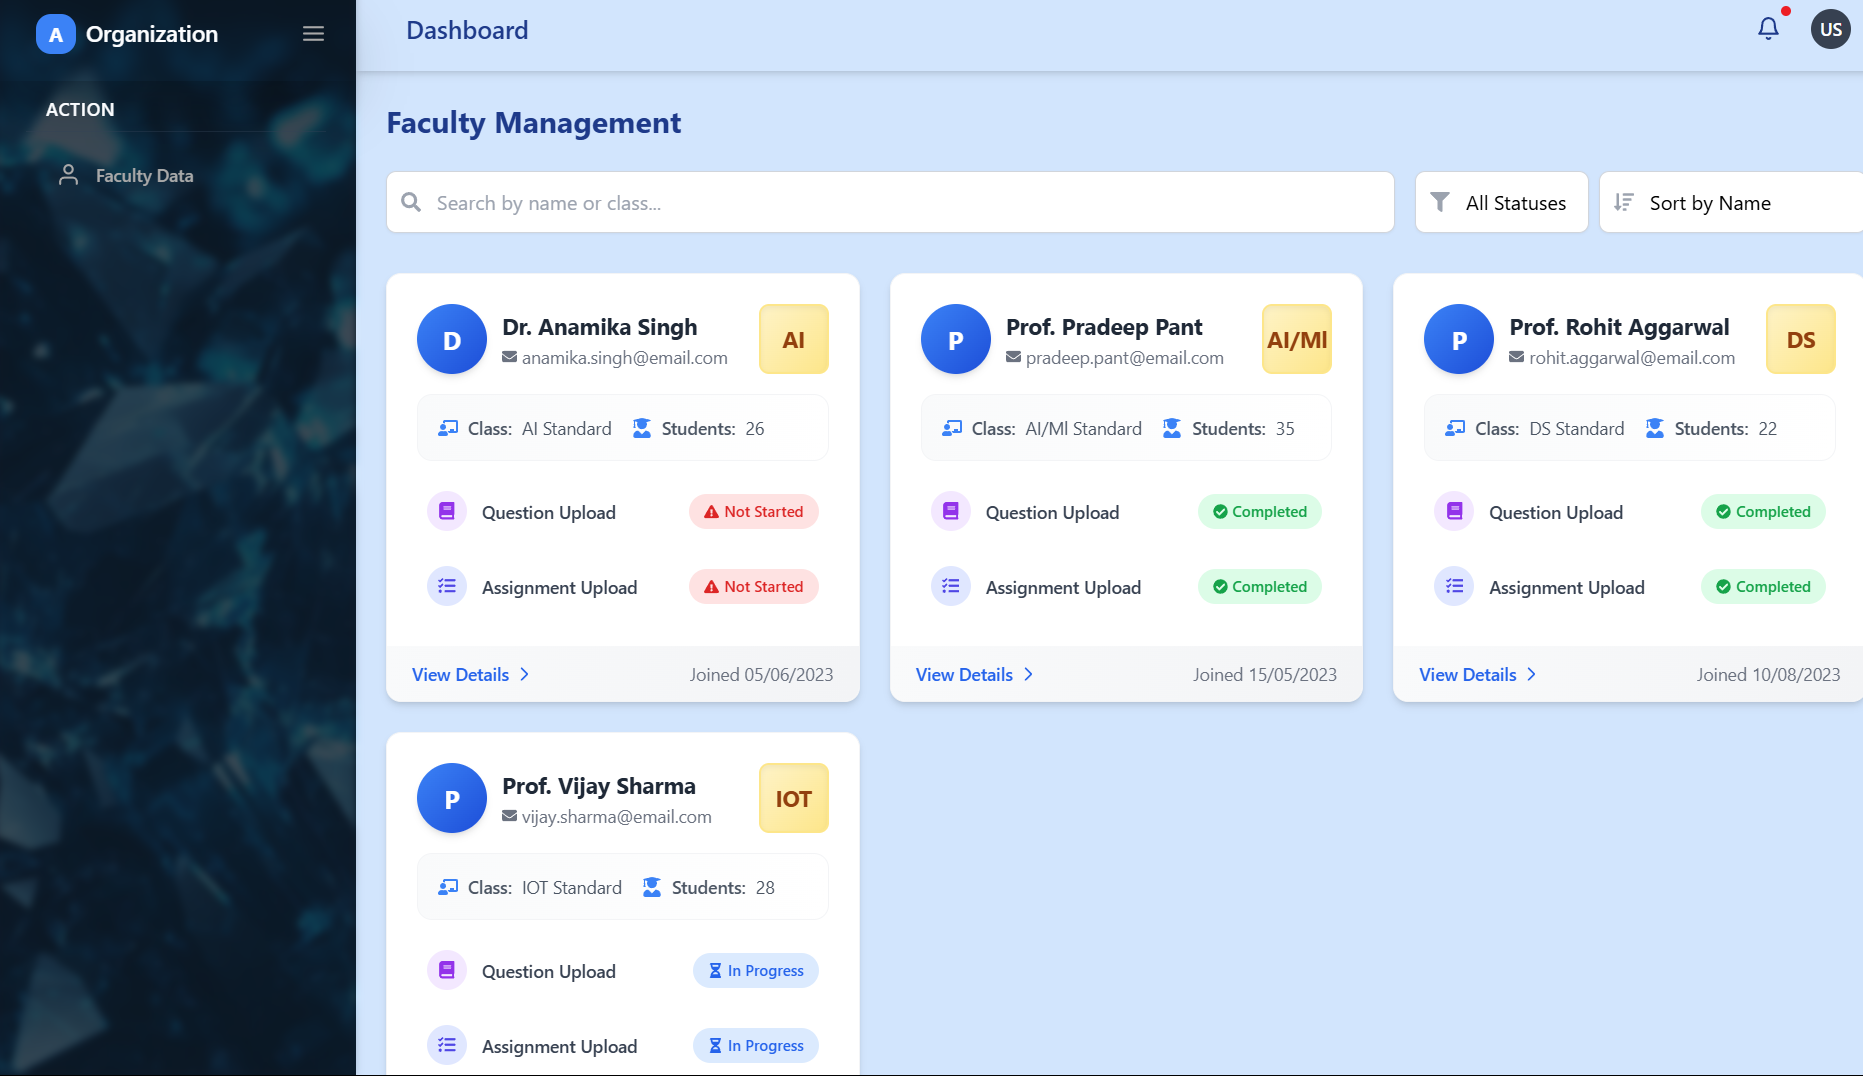 A Organization
Dashboard
US
ACTION
Faculty Data
Faculty Management
Search by name or class...
All Statuses
Sort by Name
D
Dr. Anamika Singh
anamika.singh@email.com
AI
Class: AI Standard
Students: 26
Question Upload
Not Started
Assignment Upload
Not Started
View Details
Joined 05/06/2023
P
Prof. Pradeep Pant
pradeep.pant@email.com
AI/Ml
Class: AI/Ml Standard
Students: 35
Question Upload
Completed
Assignment Upload
Completed
View Details
Joined 15/05/2023
P
Prof. Rohit Aggarwal
rohit.aggarwal@email.com
DS
Class: DS Standard
Students: 22
Question Upload
Completed
Assignment Upload
Completed
View Details
Joined 10/08/2023
P
Prof. Vijay Sharma
vijay.sharma@email.com
IOT
Class: IOT Standard
Students: 28
Question Upload
In Progress
Assignment Upload
In Progress